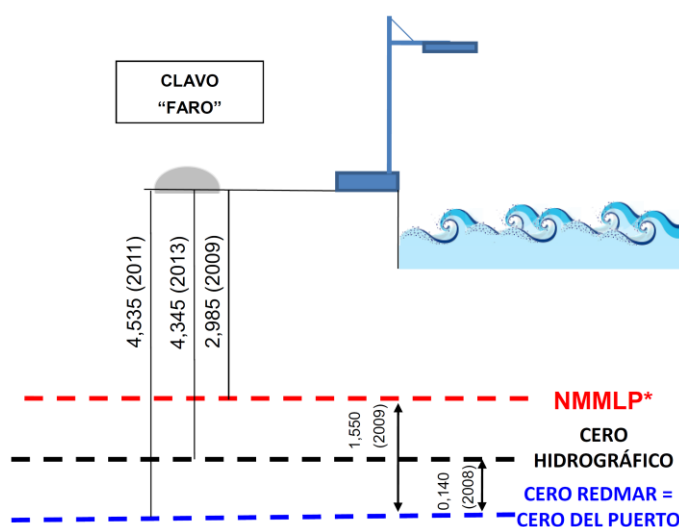 CLAVO
“FARO”
4,535 (2011)
4,345 (2013)
2,985 (2009)
NMMLP*
1,550
(2009)
CERO
HIDROGRÁFICO
0,140
(2008)
CERO REDMAR =
CERO DEL PUERTO